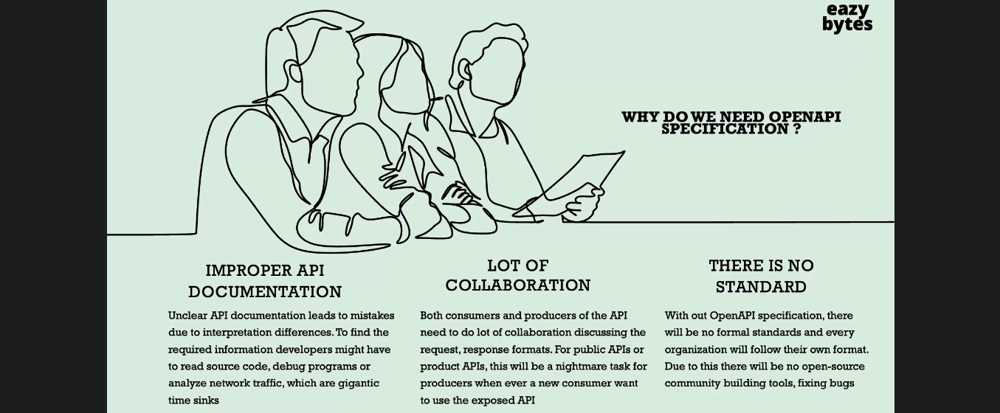 eazy
bytes
WHY DO WE NEED OPENAPI
SPECIFICATION ?
IMPROPER API
DOCUMENTATION
Unclear API documentation leads to mistakes
due to interpretation differences. To find the
required information developers might have
to read source code, debug programs or
analyze network traffic, which are gigantic
time sinks
LOT OF
COLLABORATION
Both consumers and producers of the API
need to do lot of collaboration discussing the
request, response formats. For public APIs or
product APIs, this will be a nightmare task for
producers when ever a new consumer want
to use the exposed API
THERE IS NO
STANDARD
With out OpenAPI specification, there
will be no formal standards and every
organization will follow their own format.
Due to this there will be no open-source
community building tools, fixing bugs